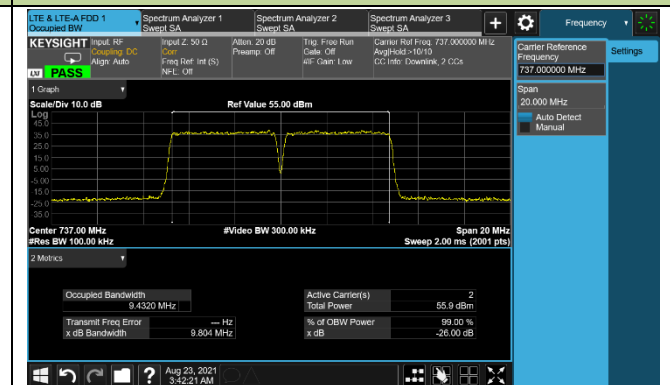 LTE & LTE-A FDD 1
Occupied BW
Spectrum Analyzer 1
Swept SA
Spectrum Analyzer 2
Swept SA
Spectrum Analyzer 3
Swept SA
Frequency
KEYSIGHT
Input: RF
Coupling: DC
Align: Auto
LXI PASS
Input Z: 50 Ω
Corr
Freq Ref: Int (S)
NFE: Off
Atten: 20 dB
Preamp: Off
Trig: Free Run
Gate: Off
#IF Gain: Low
Carrier Ref Freq: 737.000000 MHz
Avg|Hold:>10/10
CC Info: Downlink, 2 CCs
Carrier Reference
Frequency
737.000000 MHz
Settings
Span
20.000 MHz
Auto Detect
Manual
1 Graph
Scale/Div 10.0 dB
Ref Value 55.00 dBm
Log
45.0
35.0
25.0
15.0
5.00
-5.00
-15.0
-25.0
-35.0
Center 737.00 MHz
#Res BW 100.00 kHz
#Video BW 300.00 kHz
Span 20 MHz
Sweep 2.00 ms (2001 pts)
2 Metrics
Occupied Bandwidth
9.4320 MHz
Active Carrier(s) 2
Total Power 55.9 dBm
Transmit Freq Error --- Hz
x dB Bandwidth 9.804 MHz
% of OBW Power 99.00 %
x dB -26.00 dB
Aug 23, 2021
3:42:21 AM